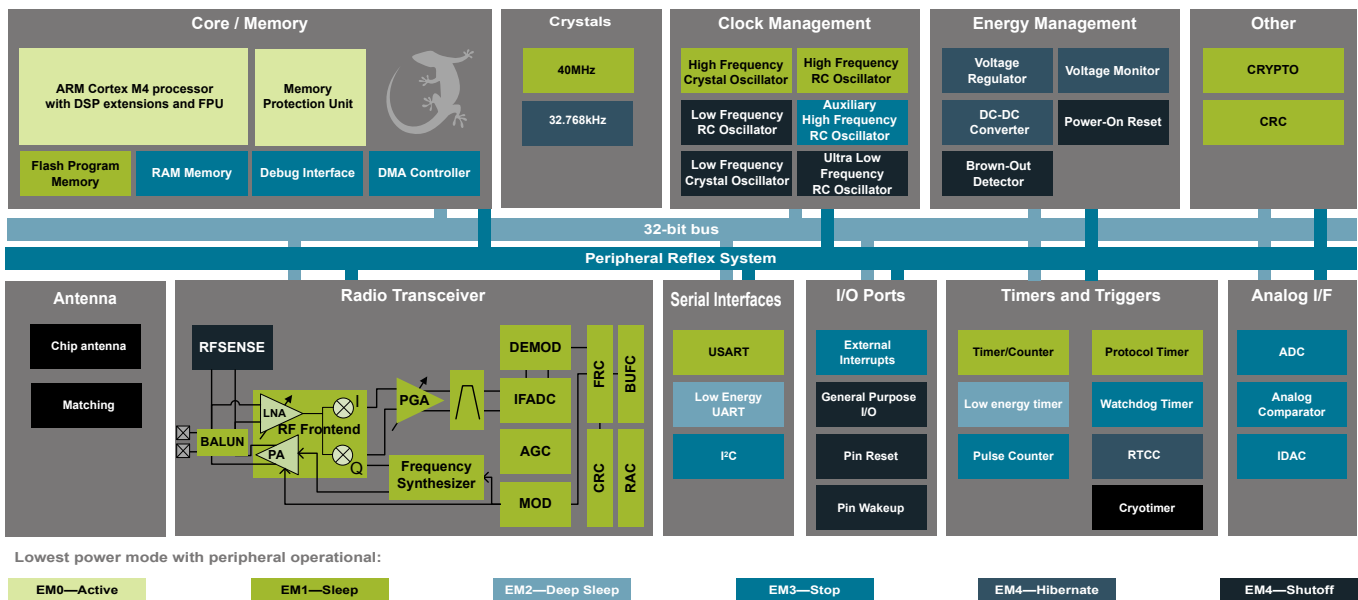 Core / Memory
ARM Cortex M4 processor
with DSP extensions and FPU
Memory
Protection Unit
Flash Program
Memory
RAM Memory
Debug Interface
DMA Controller
Crystals
40MHz
32.768kHz
Clock Management
High Frequency
Crystal Oscillator
High Frequency
RC Oscillator
Low Frequency
RC Oscillator
Auxiliary
High Frequency
RC Oscillator
Low Frequency
Crystal Oscillator
Ultra Low
Frequency
RC Oscillator
Energy Management
Voltage
Regulator
Voltage Monitor
DC-DC
Converter
Power-On Reset
Brown-Out
Detector
Other
CRYPTO
CRC
32-bit bus
Peripheral Reflex System
Antenna
Chip antenna
Matching
Radio Transceiver
RFSENSE
LNA
RF Frontend
I
PA
Q
BALUN
PGA
Frequency
Synthesizer
DEMOD
IFADC
AGC
MOD
FRC
BUFC
CRC
RAC
Serial Interfaces
USART
Low Energy
UART
I²C
I/O Ports
External
Interrupts
General Purpose
I/O
Pin Reset
Pin Wakeup
Timers and Triggers
Timer/Counter
Protocol Timer
Low energy timer
Watchdog Timer
Pulse Counter
RTCC
Cryotimer
Analog I/F
ADC
Analog
Comparator
IDAC
Lowest power mode with peripheral operational:
EM0—Active
EM1—Sleep
EM2—Deep Sleep
EM3—Stop
EM4—Hibernate
EM4—Shutoff